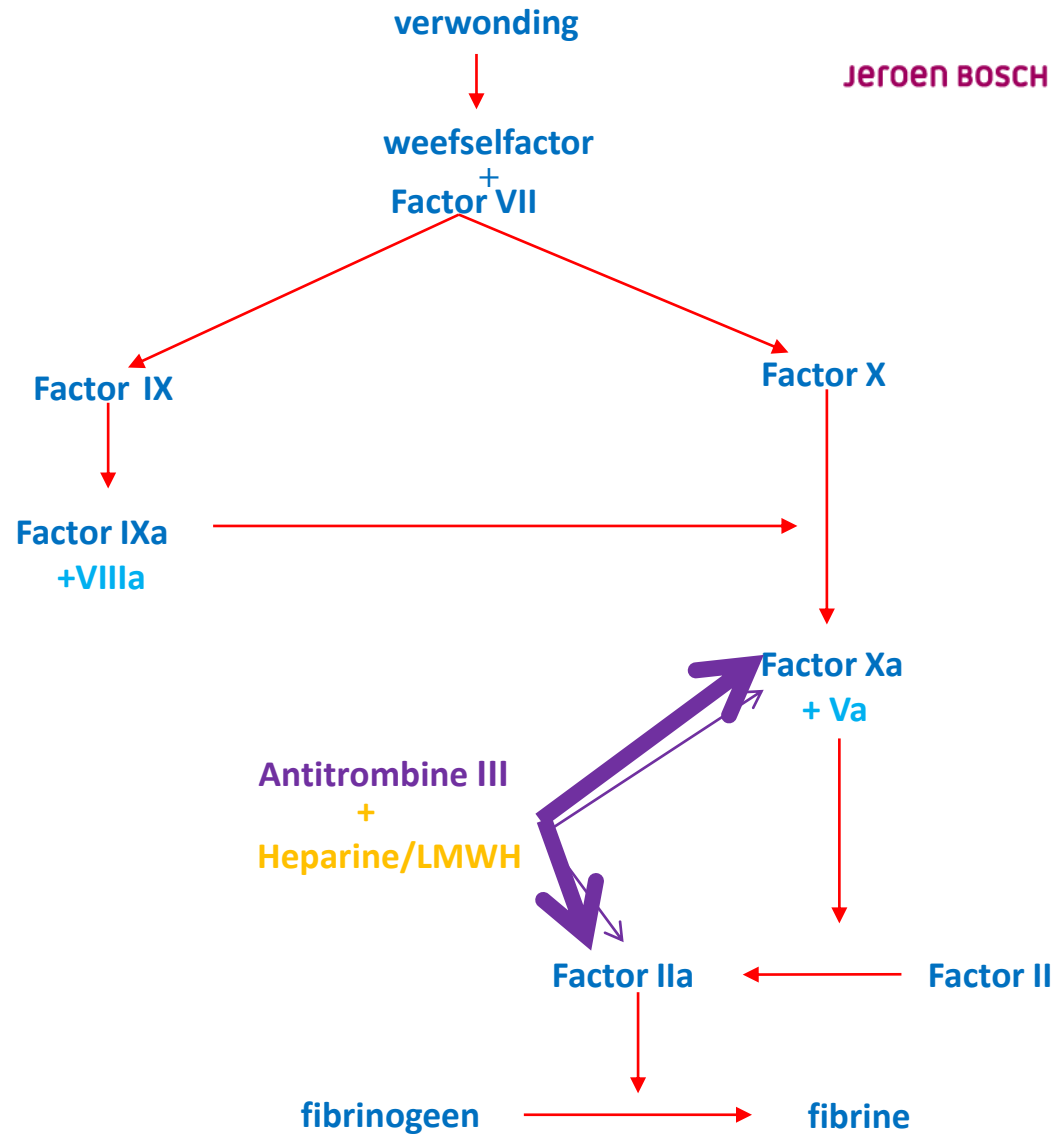 verwonding
Jeroen Bosch
weefselfactor
+
Factor VII
Factor IX
Factor X
Factor IXa
+VIIIa
Factor Xa
+ Va
Antitrombine III
+
Heparine/LMWH
Factor IIa
Factor II
fibrinogeen
fibrine